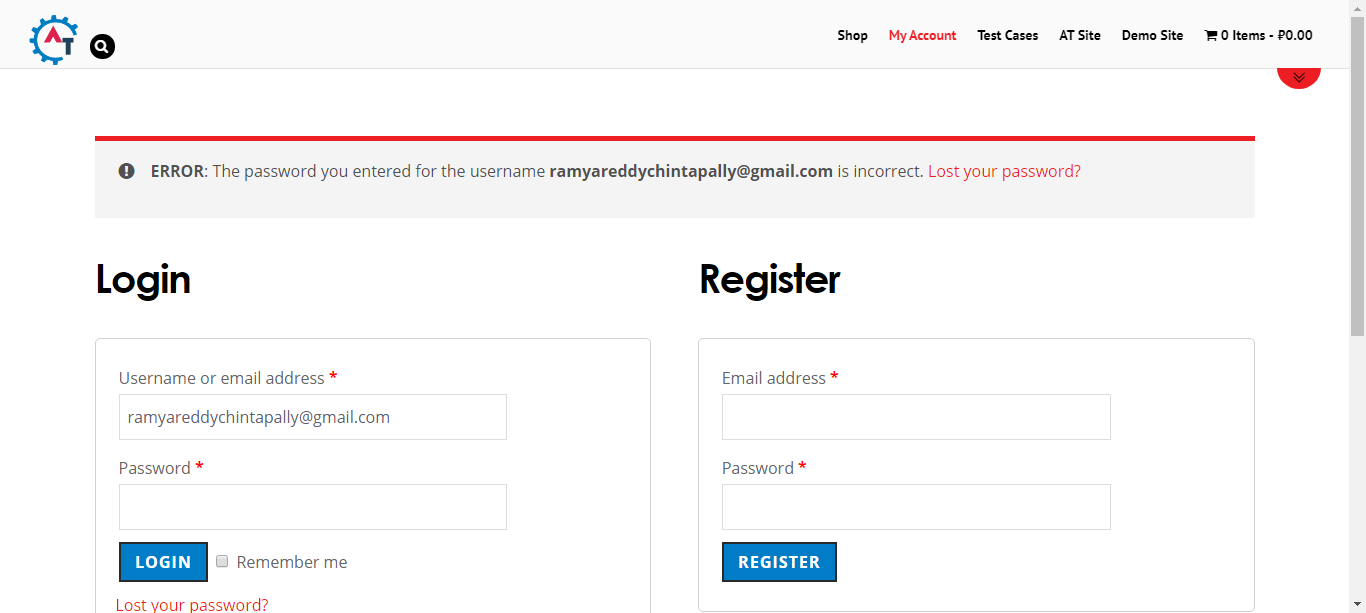 AT
Shop My Account Test Cases AT Site Demo Site 0 Items - ₽0.00
ERROR: The password you entered for the username ramyareddychintapally@gmail.com is incorrect. Lost your password?
Login
Register
Username or email address *
ramyareddychintapally@gmail.com
Password *
LOGIN Remember me
Lost your password?
Email address *
Password *
REGISTER